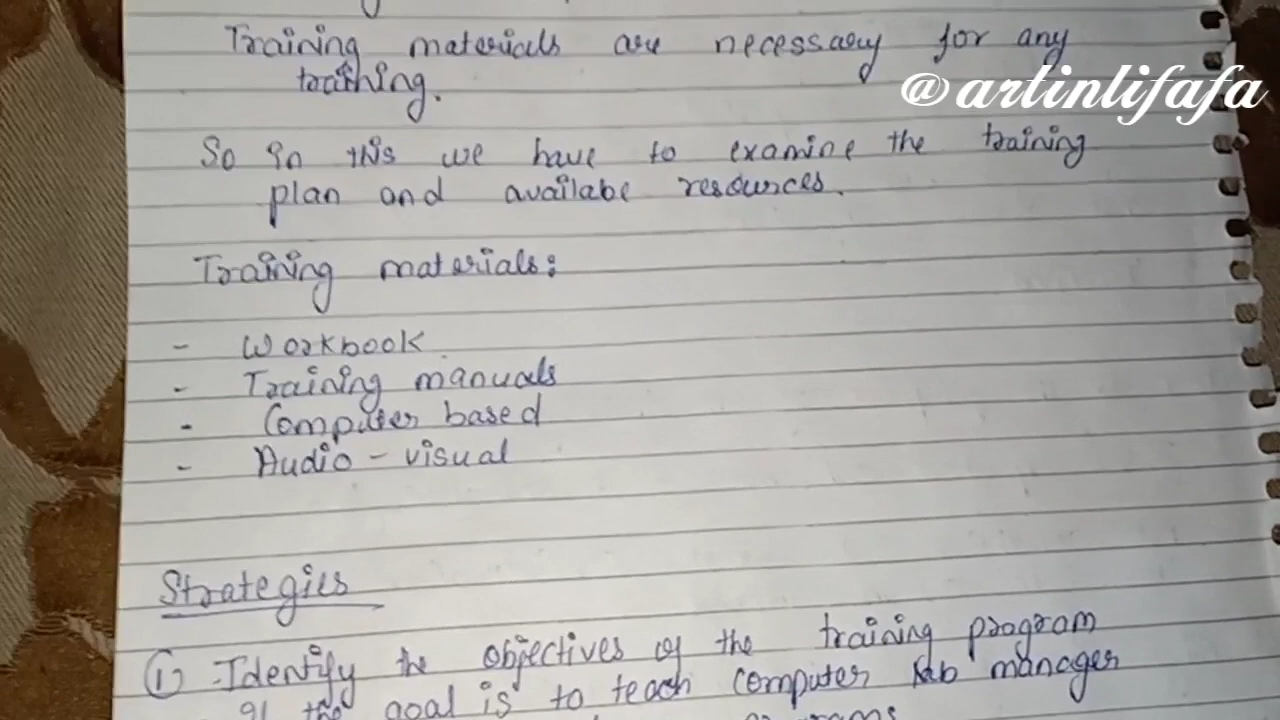 Training materials are necessary for any
training.
@artinlifafa
So in this we have to examine the training
plan and availabe resources.
Training materials:
- Workbook
- Training manuals
- Computer based
- Audio - visual
Strategies
① Identify the objectives of the training program
If the goal is to teach computer lab manager